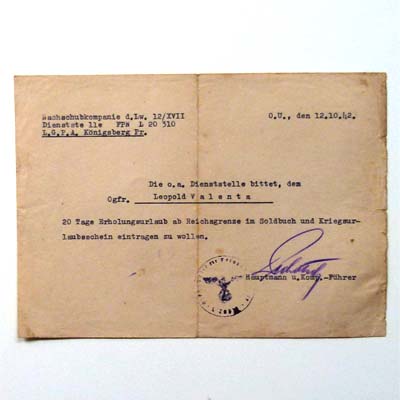 Nachschubkompanie d.Lw. 12/XVII
Dienststelle FPN L 20 310
L.G.P.A. Königsberg Pr.
O.U., den 12.10.42.
Die o.a. Dienststelle bittet, dem
Ogfr. Leopold Valenta
20 Tage Erholungsurlaub ab Reichsgrenze im Soldbuch und Kriegsur-
laubsschein eintragen zu wollen.
Hauptmann u.Komp.-Führer